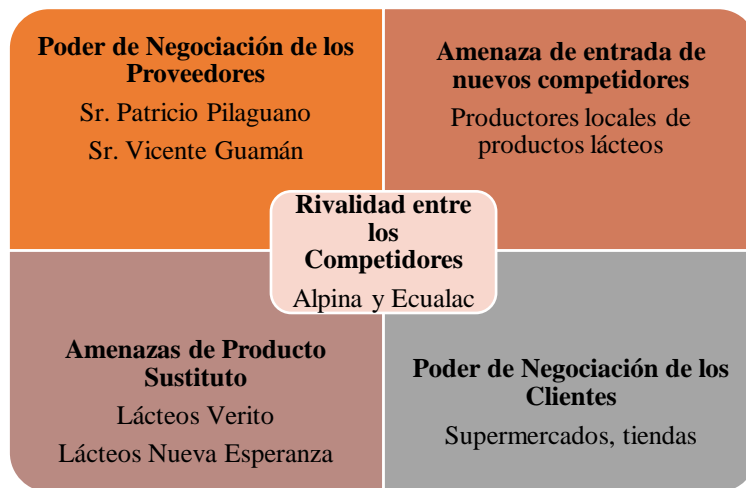 Poder de Negociación de los
Proveedores
Sr. Patricio Pilaguano
Sr. Vicente Guamán
Amenaza de entrada de
nuevos competidores
Productores locales de
productos lácteos
Rivalidad entre
los
Competidores
Alpina y Ecualac
Amenazas de Producto
Sustituto
Lácteos Verito
Lácteos Nueva Esperanza
Poder de Negociación de los
Clientes
Supermercados, tiendas